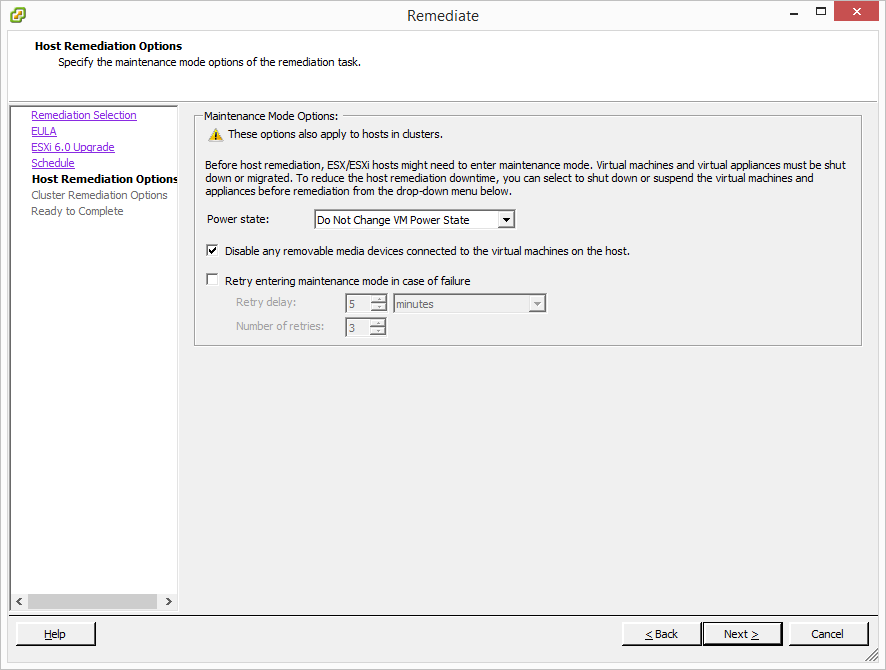 Remediate
Host Remediation Options
Specify the maintenance mode options of the remediation task.
Remediation Selection
EULA
ESXi 6.0 Upgrade
Schedule
Host Remediation Options
Cluster Remediation Options
Ready to Complete
Maintenance Mode Options:
These options also apply to hosts in clusters.
Before host remediation, ESX/ESXi hosts might need to enter maintenance mode. Virtual machines and virtual appliances must be shut
down or migrated. To reduce the host remediation downtime, you can select to shut down or suspend the virtual machines and
appliances before remediation from the drop-down menu below.
Power state: Do Not Change VM Power State
Disable any removable media devices connected to the virtual machines on the host.
Retry entering maintenance mode in case of failure
Retry delay: 5 minutes
Number of retries: 3
Help < Back Next > Cancel